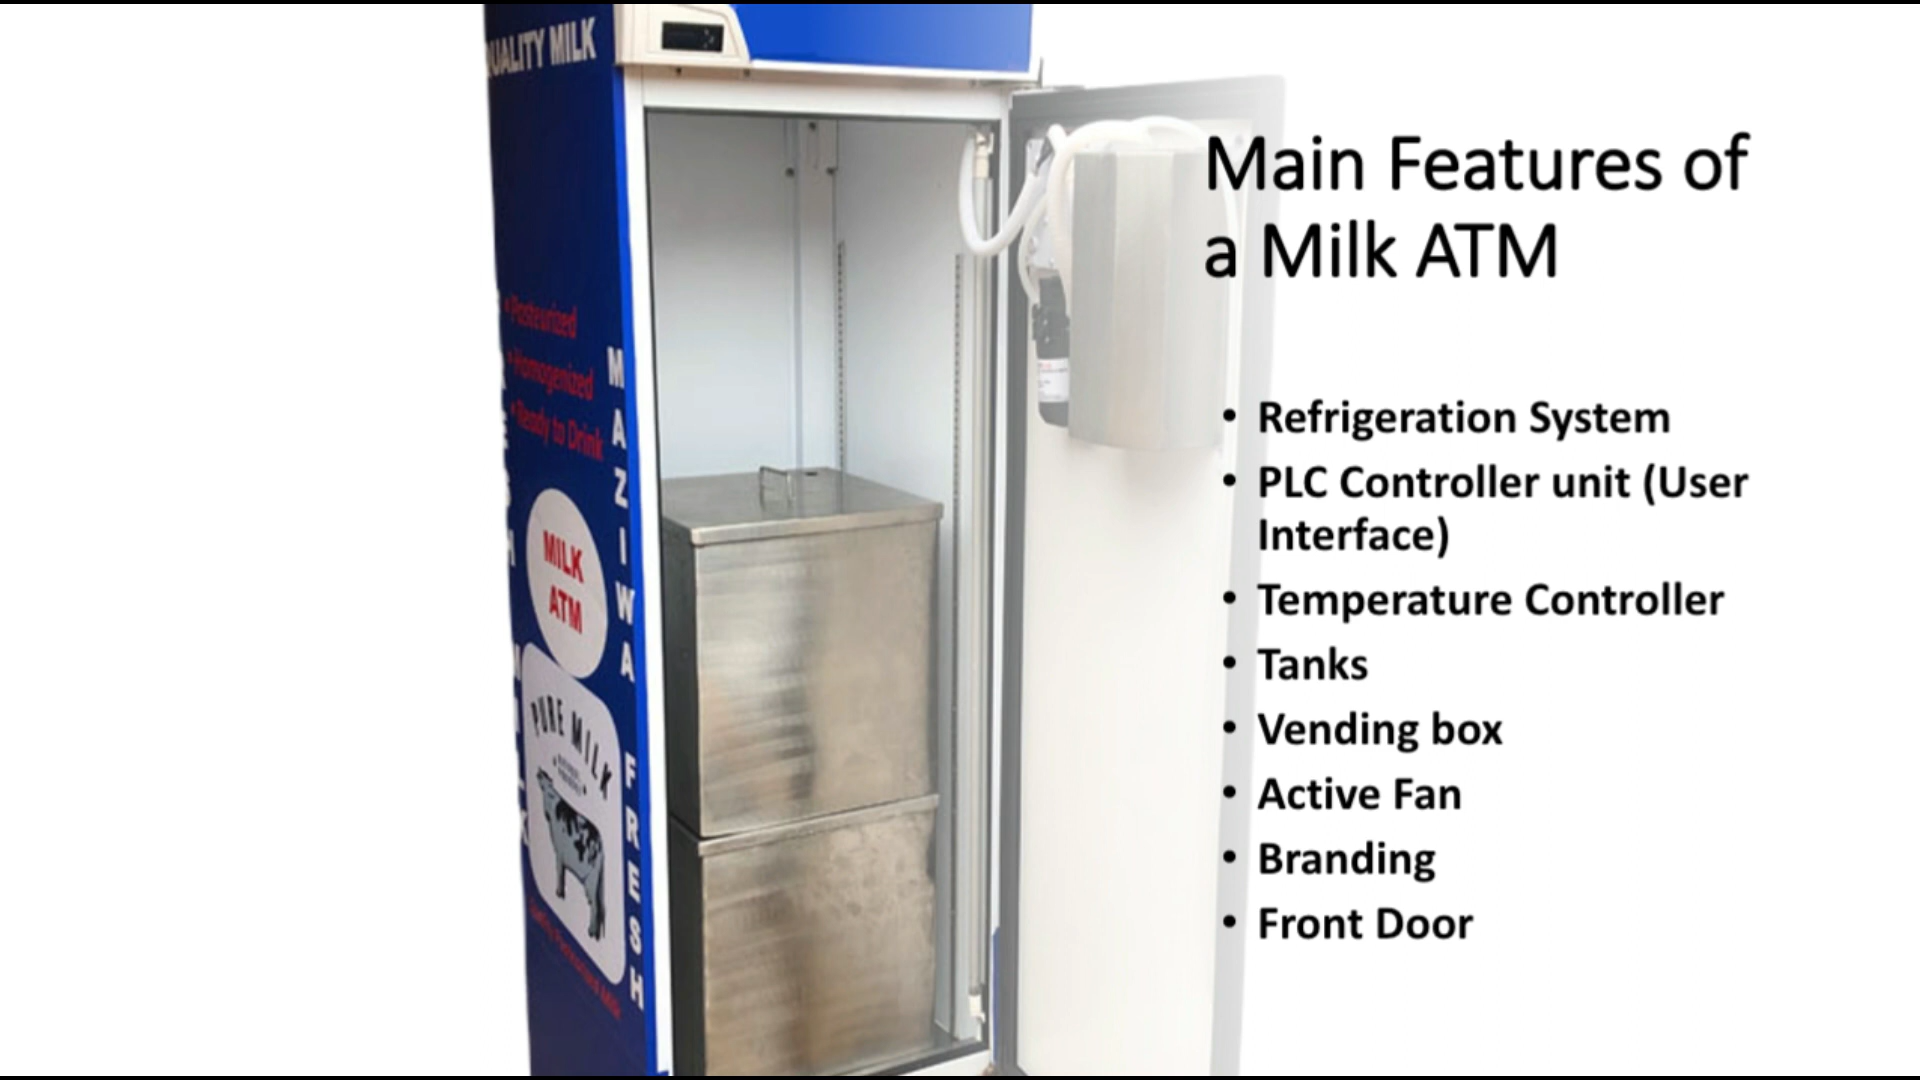 QUALITY MILK
• Pasteurized
• Homogenized
• Ready to Drink
MAZIWA FRESH
MILK
ATM
PURE MILK
Main Features of
a Milk ATM
• Refrigeration System
• PLC Controller unit (User
Interface)
• Temperature Controller
• Tanks
• Vending box
• Active Fan
• Branding
• Front Door